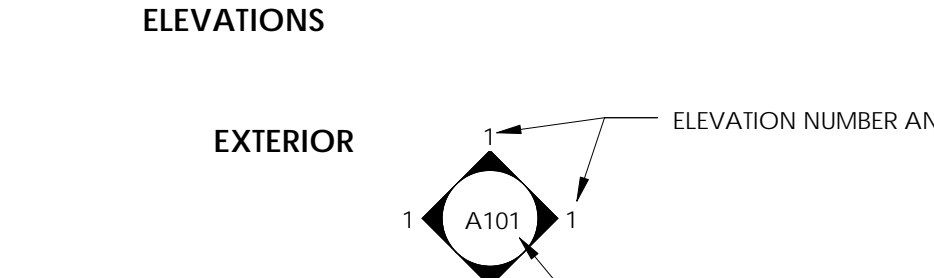 ELEVATIONS
EXTERIOR
ELEVATION NUMBER AN
1
1 A101 1